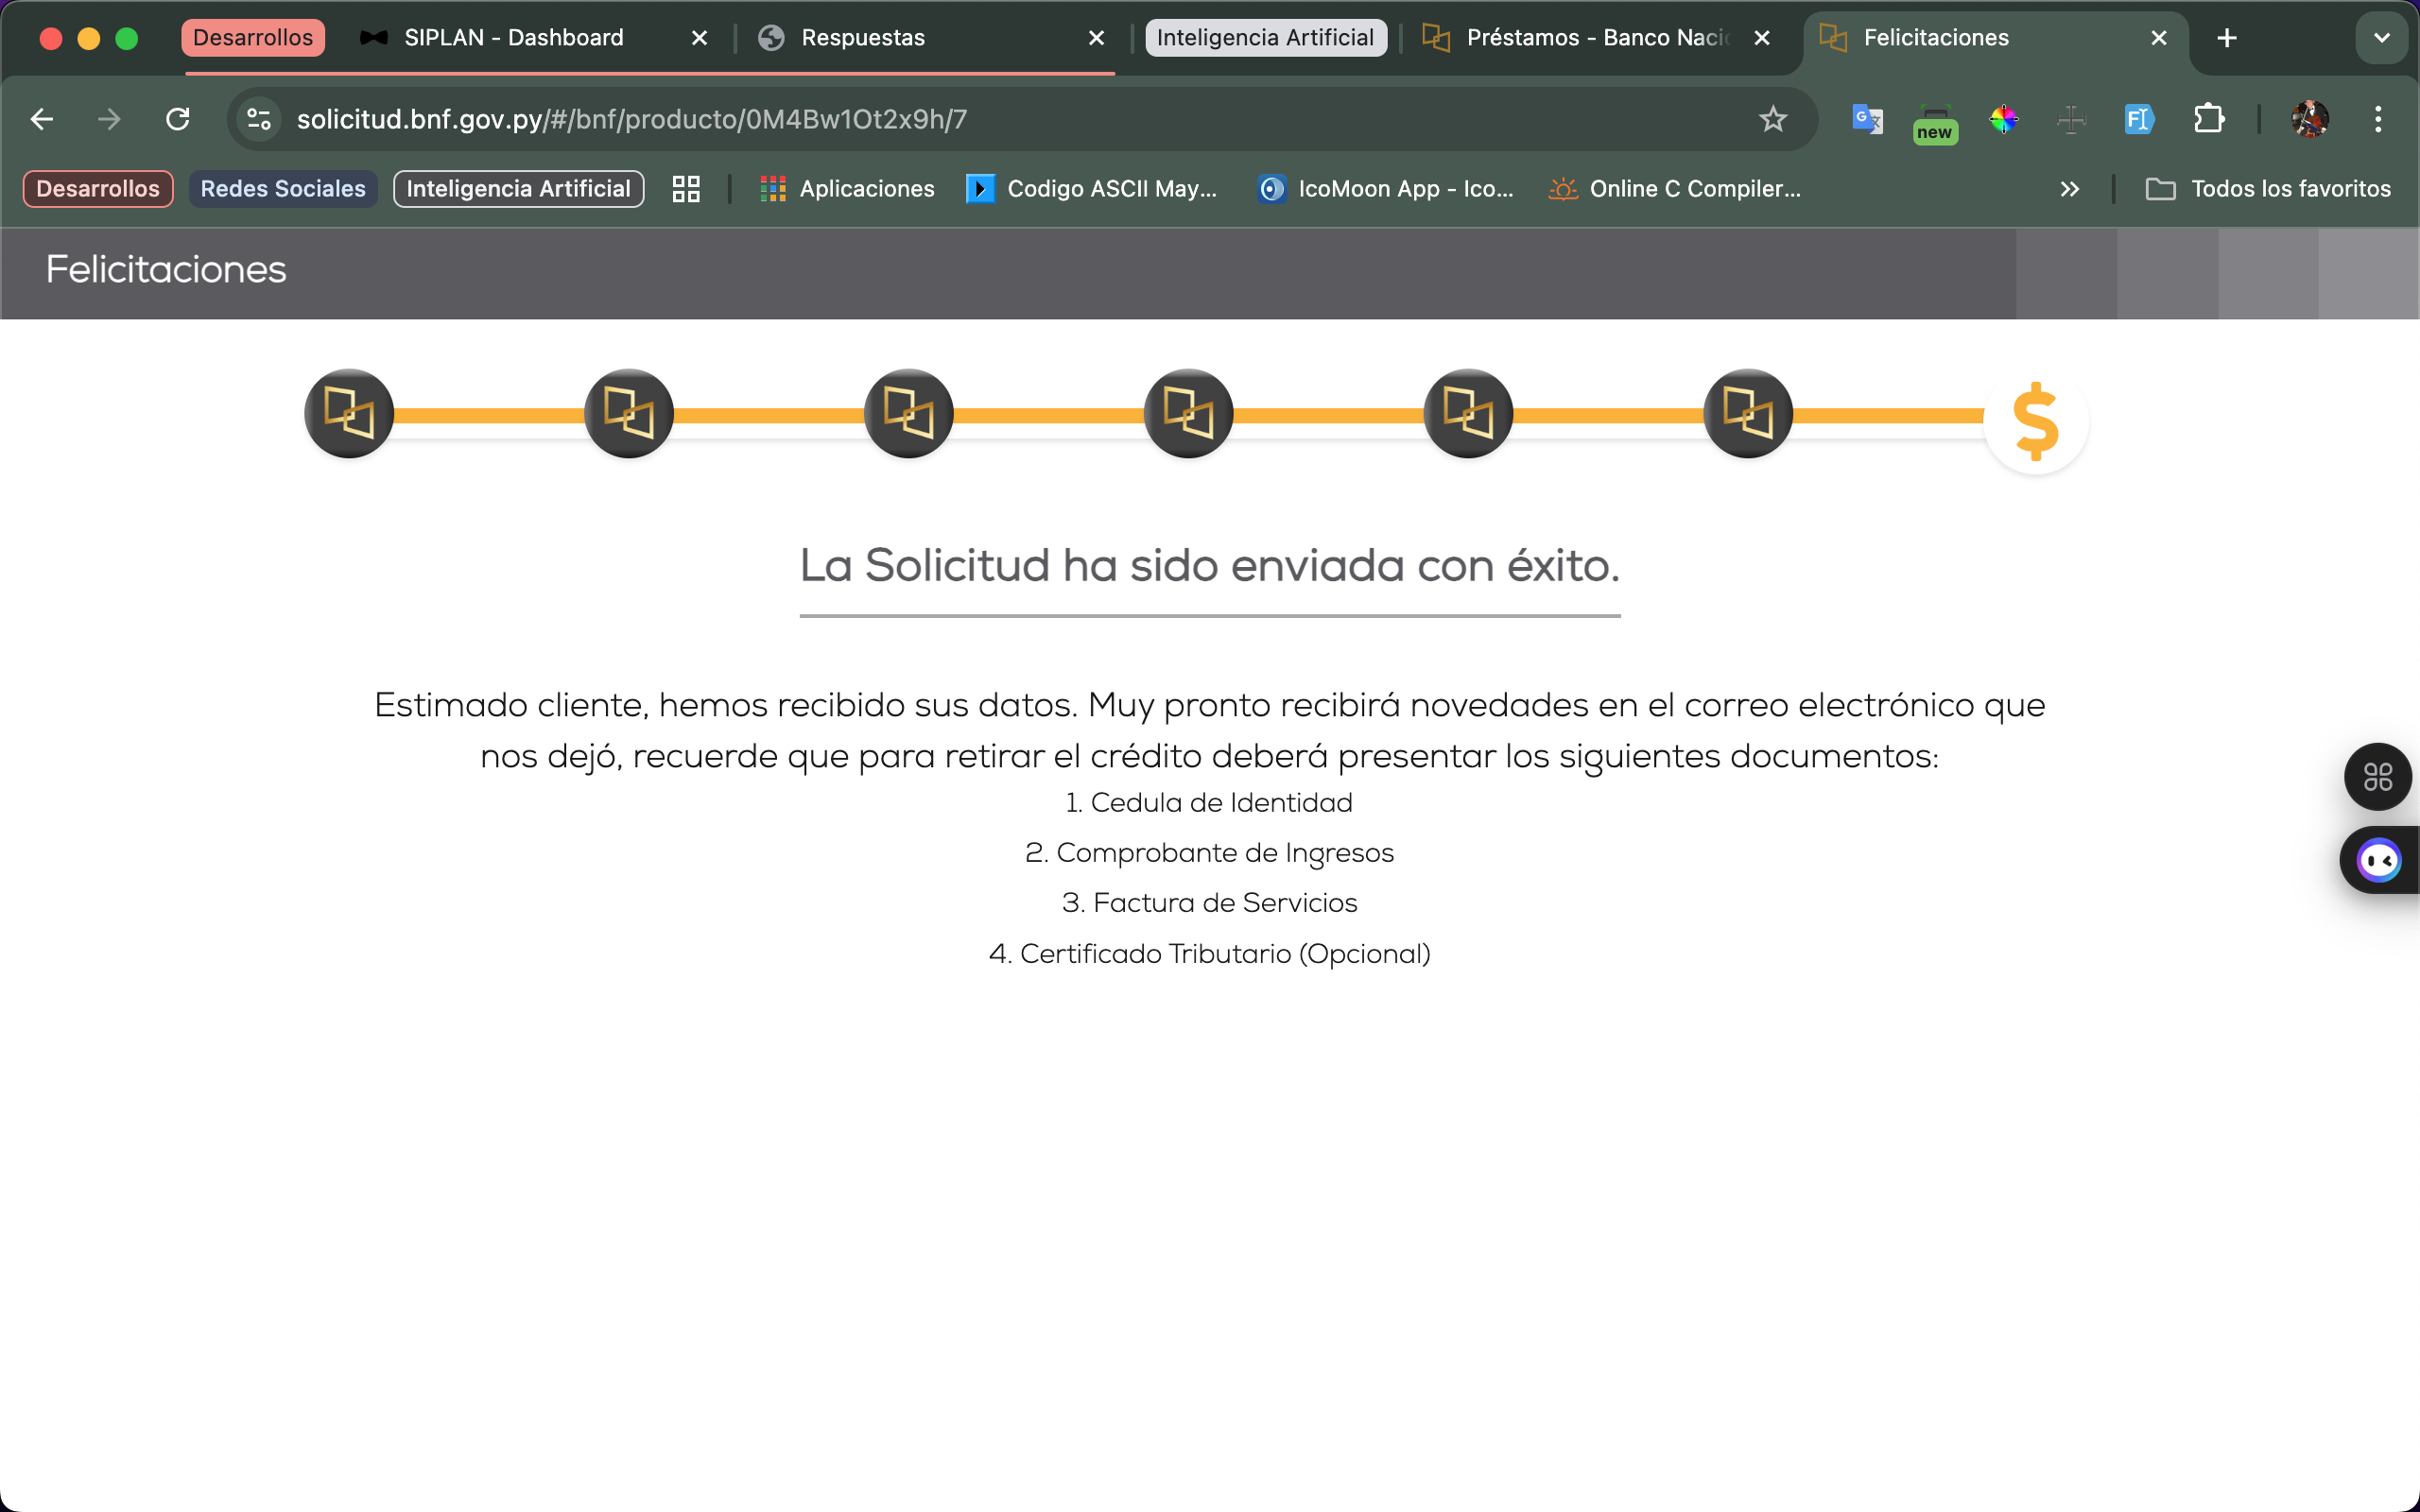 Desarrollos
SIPLAN - Dashboard
Respuestas
Inteligencia Artificial
Préstamos - Banco Naci
Felicitaciones
solicitud.bnf.gov.py/#/bnf/producto/0M4Bw1Ot2x9h/7
new
Desarrollos
Redes Sociales
Inteligencia Artificial
Aplicaciones
Codigo ASCII May...
IcoMoon App - Ico...
Online C Compiler...
Todos los favoritos
Felicitaciones
$
La Solicitud ha sido enviada con éxito.
Estimado cliente, hemos recibido sus datos. Muy pronto recibirá novedades en el correo electrónico que
nos dejó, recuerde que para retirar el crédito deberá presentar los siguientes documentos:
1. Cedula de Identidad
2. Comprobante de Ingresos
3. Factura de Servicios
4. Certificado Tributario (Opcional)